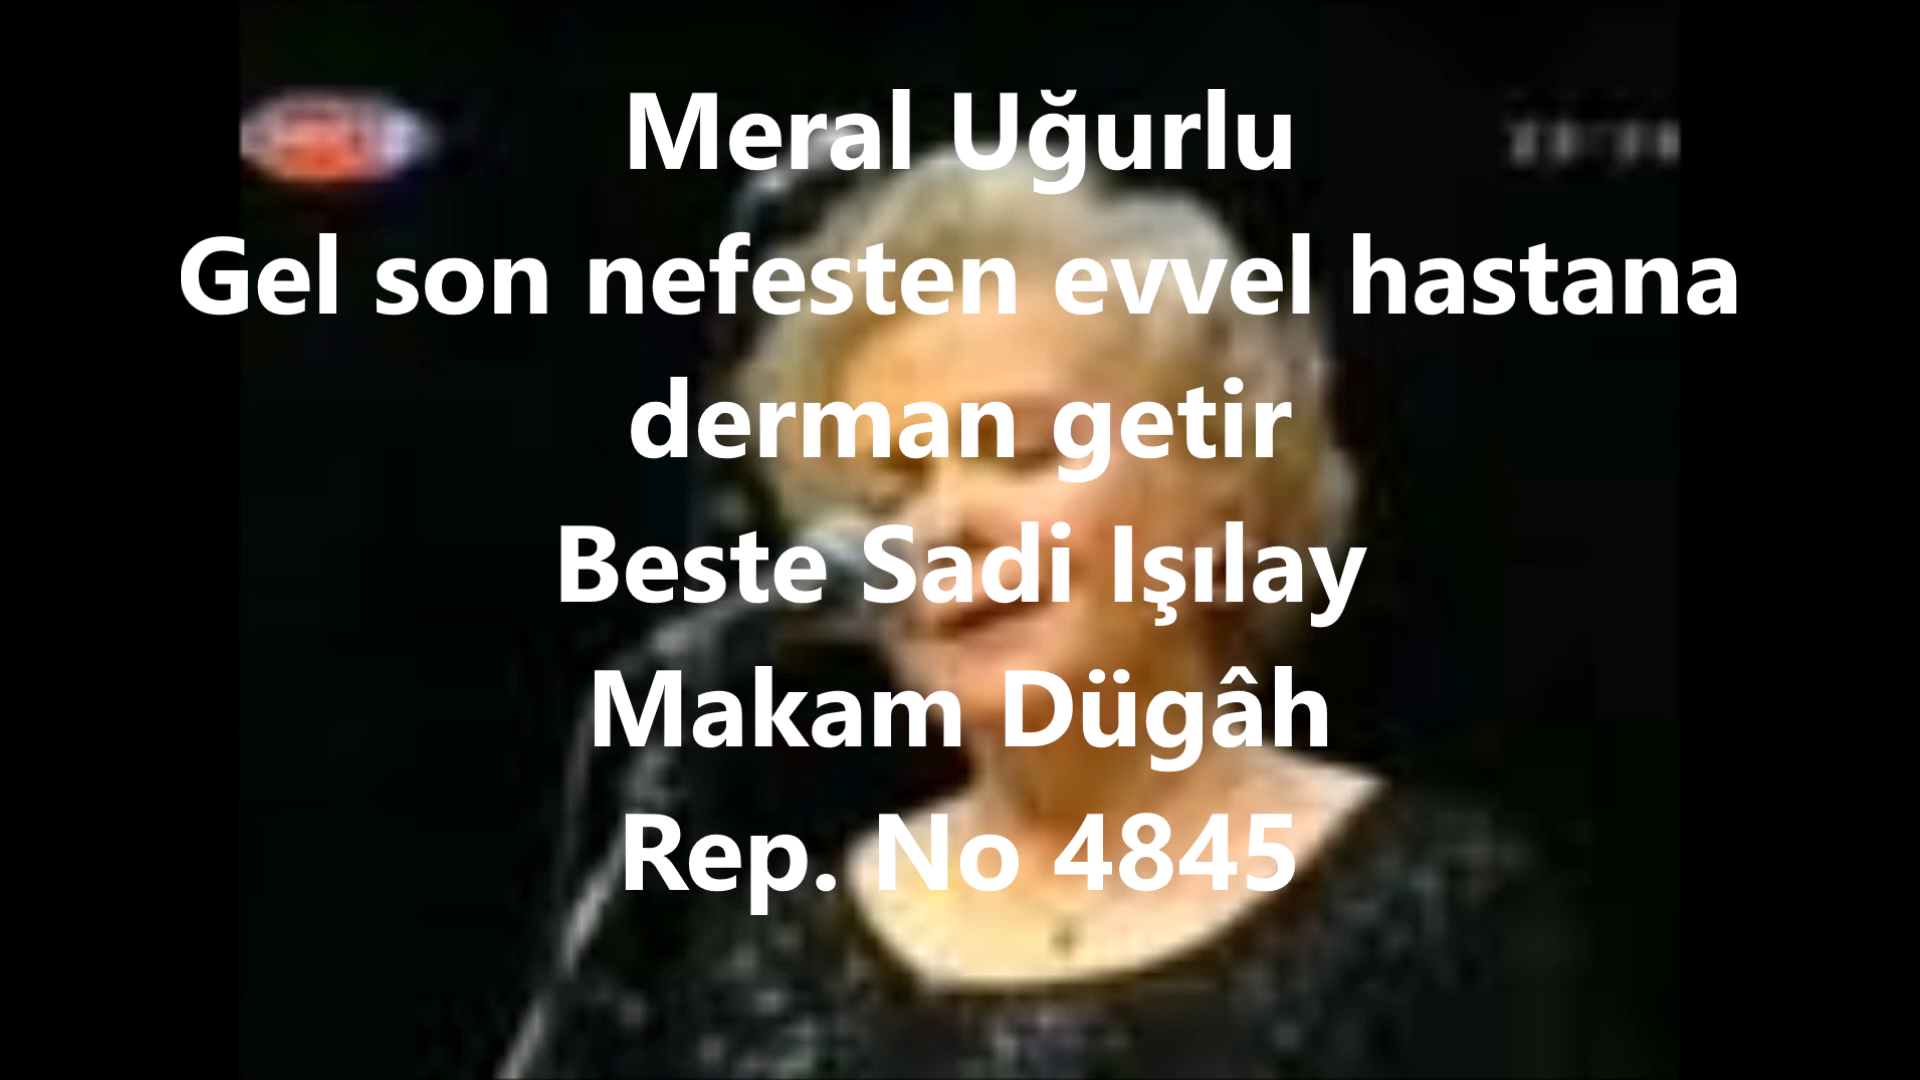 Meral Uğurlu
Gel son nefesten evvel hastana
derman getir
Beste Sadi Işılay
Makam Dügâh
Rep. No 4845